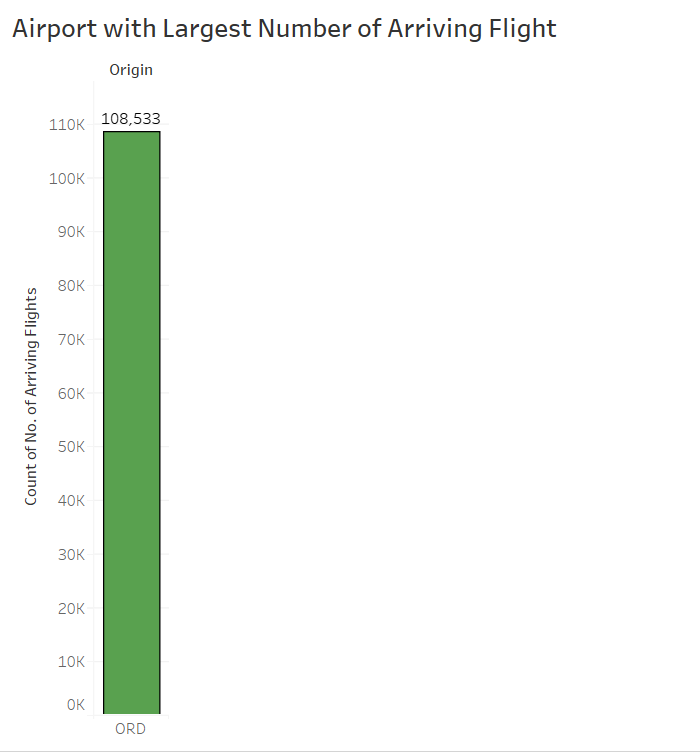 Airport with Largest Number of Arriving Flight
Origin
108,533
110K
100K
90K
80K
70K
60K
50K
40K
30K
20K
10K
0K
Count of No. of Arriving Flights
ORD